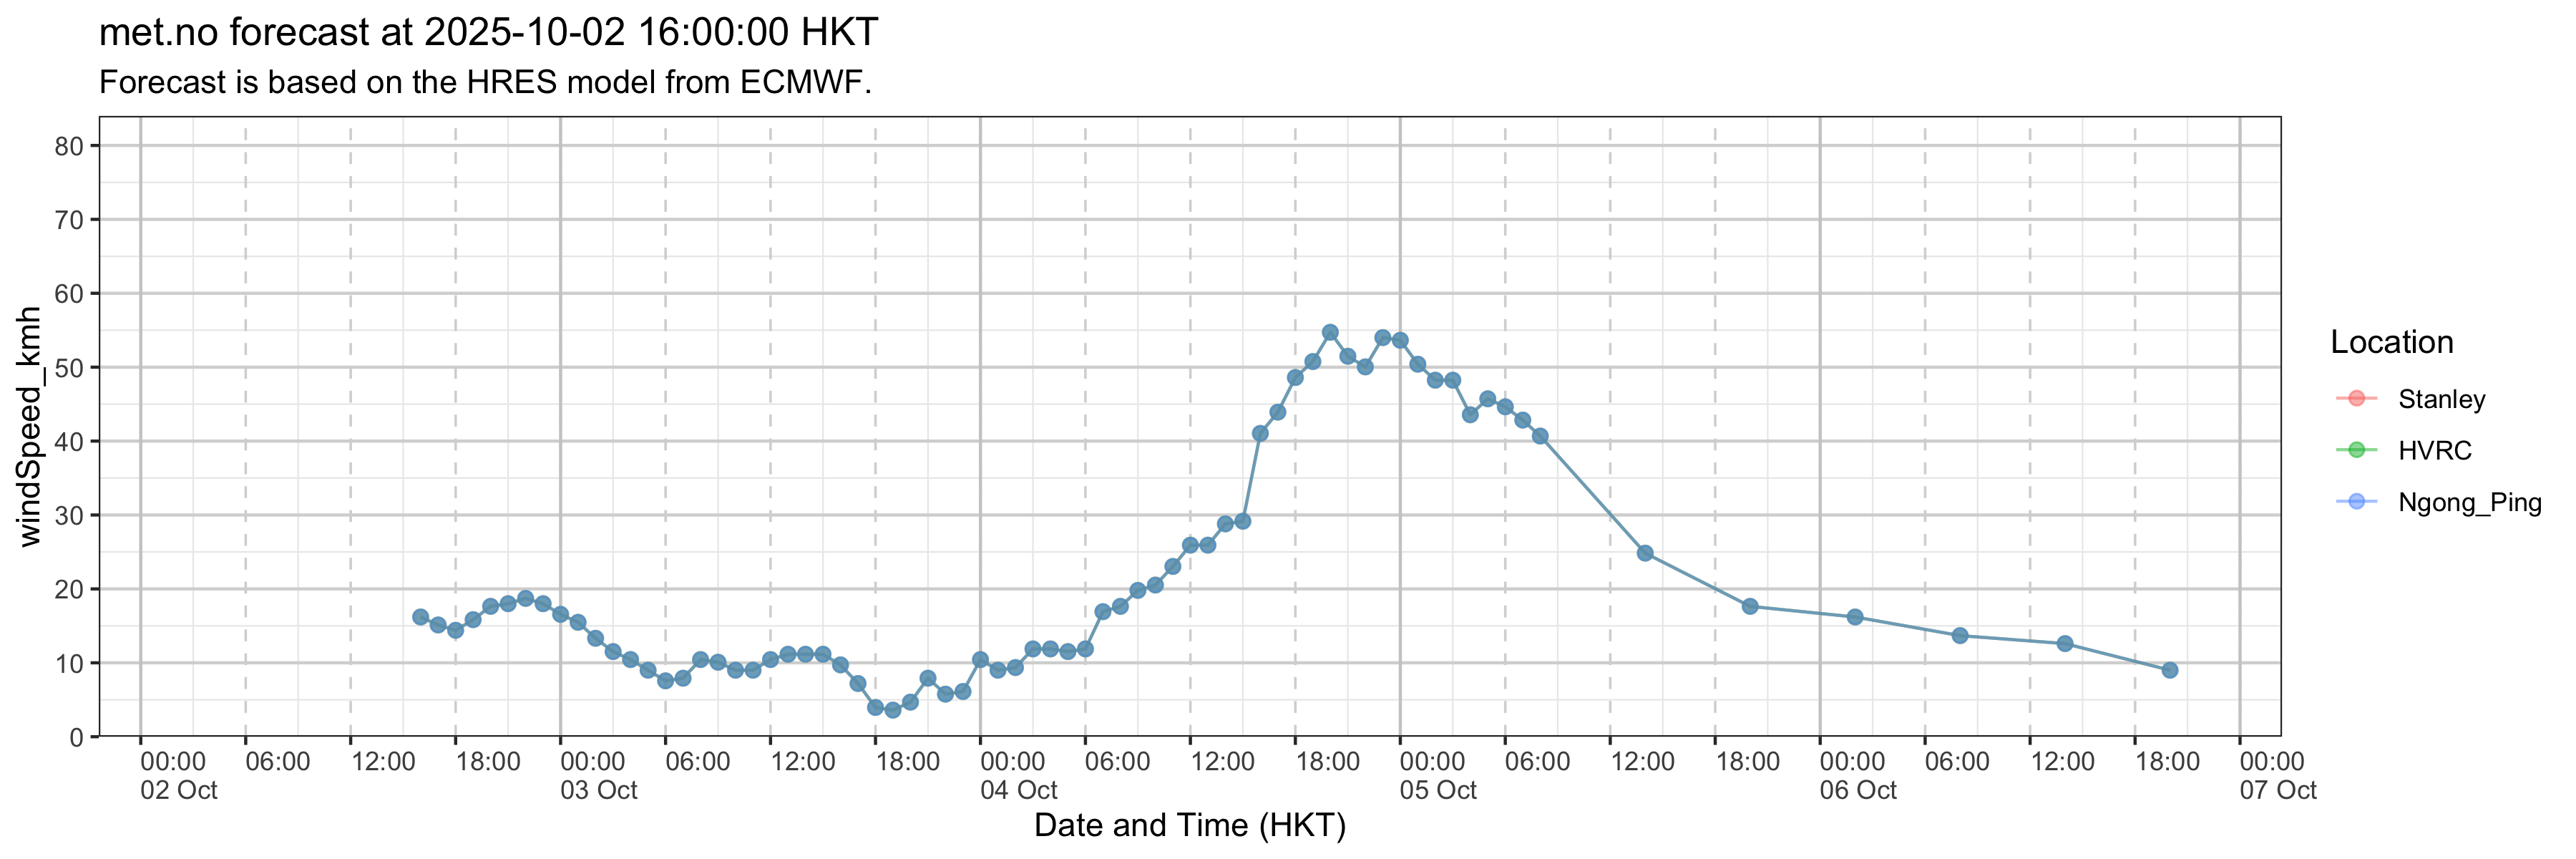 met.no forecast at 2025-10-02 16:00:00 HKT
Forecast is based on the HRES model from ECMWF.
windSpeed_kmh
80
70
60
50
40
30
20
10
0
00:00 06:00 12:00 18:00 00:00 06:00 12:00 18:00 00:00 06:00 12:00 18:00 00:00 06:00 12:00 18:00 00:00 06:00 12:00 18:00 00:00
02 Oct 03 Oct 04 Oct 05 Oct 06 Oct 07 Oct
Date and Time (HKT)
Location
Stanley
HVRC
Ngong_Ping